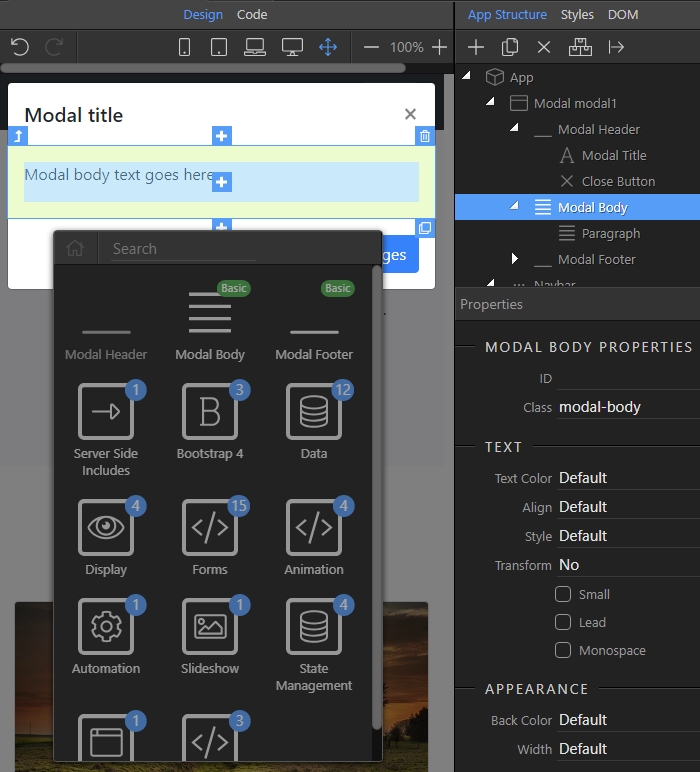 Design Code
App Structure Styles DOM
100%
App
Modal modal1
Modal Header
Modal Title
Close Button
Modal Body
Paragraph
Modal Footer
Navbar
Modal title
Modal body text goes here
ges
Search
Basic Basic
Modal Header Modal Body Modal Footer
1 3 12
Server Side
Includes
Bootstrap 4 Data
4 15 4
Display Forms Animation
1 1 4
Automation Slideshow State
Management
1 3
Properties
MODAL BODY PROPERTIES
ID
Class modal-body
TEXT
Text Color Default
Align Default
Style Default
Transform No
Small
Lead
Monospace
APPEARANCE
Back Color Default
Width Default